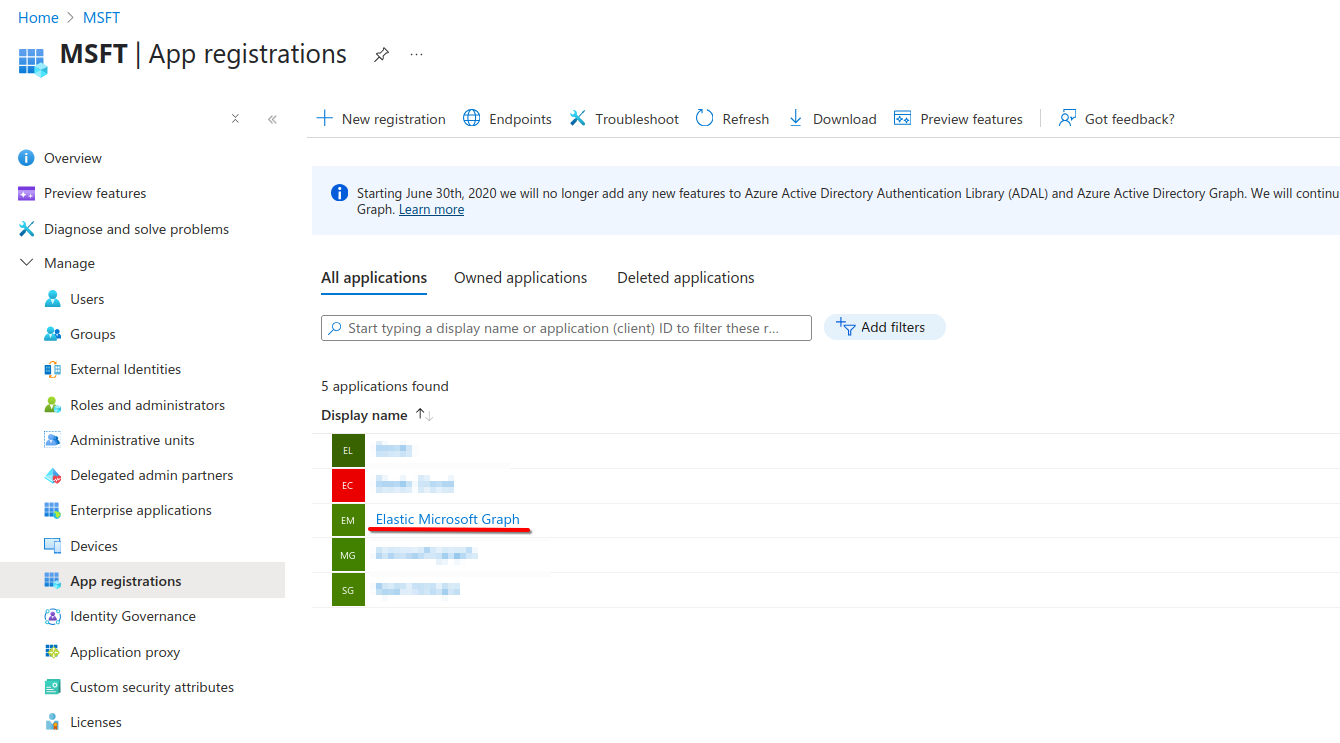 Home > MSFT
MSFT | App registrations
New registration Endpoints Troubleshoot Refresh Download Preview features Got feedback?
Overview
Preview features
Diagnose and solve problems
Manage
Users
Groups
External Identities
Roles and administrators
Administrative units
Delegated admin partners
Enterprise applications
Devices
App registrations
Identity Governance
Application proxy
Custom security attributes
Licenses
Starting June 30th, 2020 we will no longer add any new features to Azure Active Directory Authentication Library (ADAL) and Azure Active Directory Graph. We will continu
Graph. Learn more
All applications Owned applications Deleted applications
Start typing a display name or application (client) ID to filter these r...
Add filters
5 applications found
Display name
EL
EC
EM Elastic Microsoft Graph
MG
SG